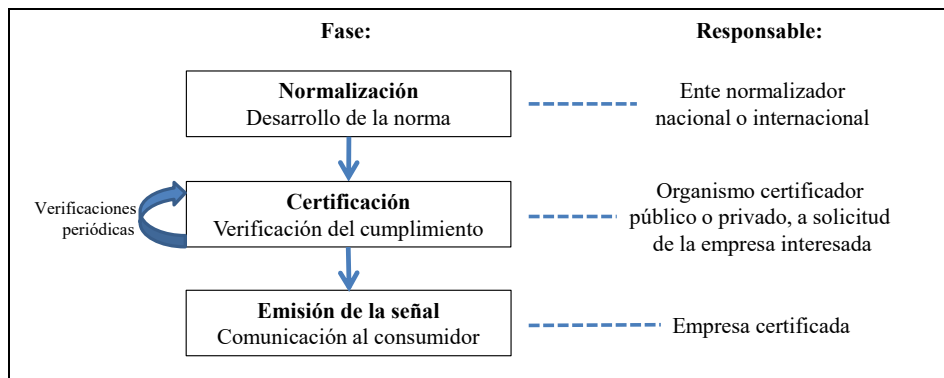 Fase:
Responsable:
Normalización
Desarrollo de la norma
Ente normalizador
nacional o internacional
Verificaciones
periódicas
Certificación
Verificación del cumplimiento
Organismo certificador
público o privado, a solicitud
de la empresa interesada
Emisión de la señal
Comunicación al consumidor
Empresa certificada